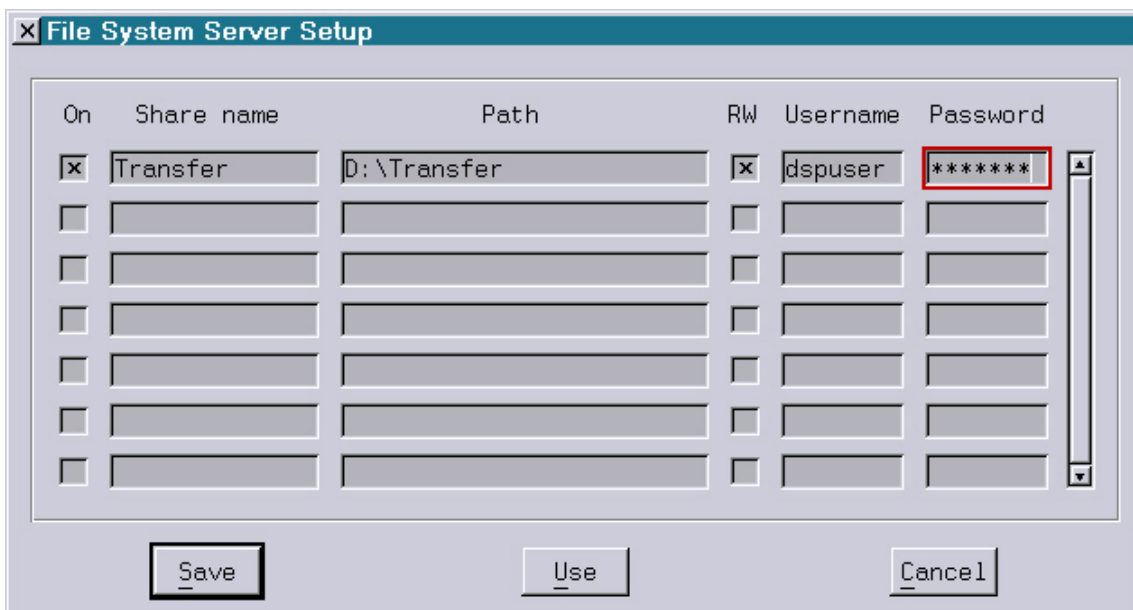 File System Server Setup
On Share name Path RW Username Password
Transfer D:\Transfer dspuser *******
Save Use Cancel